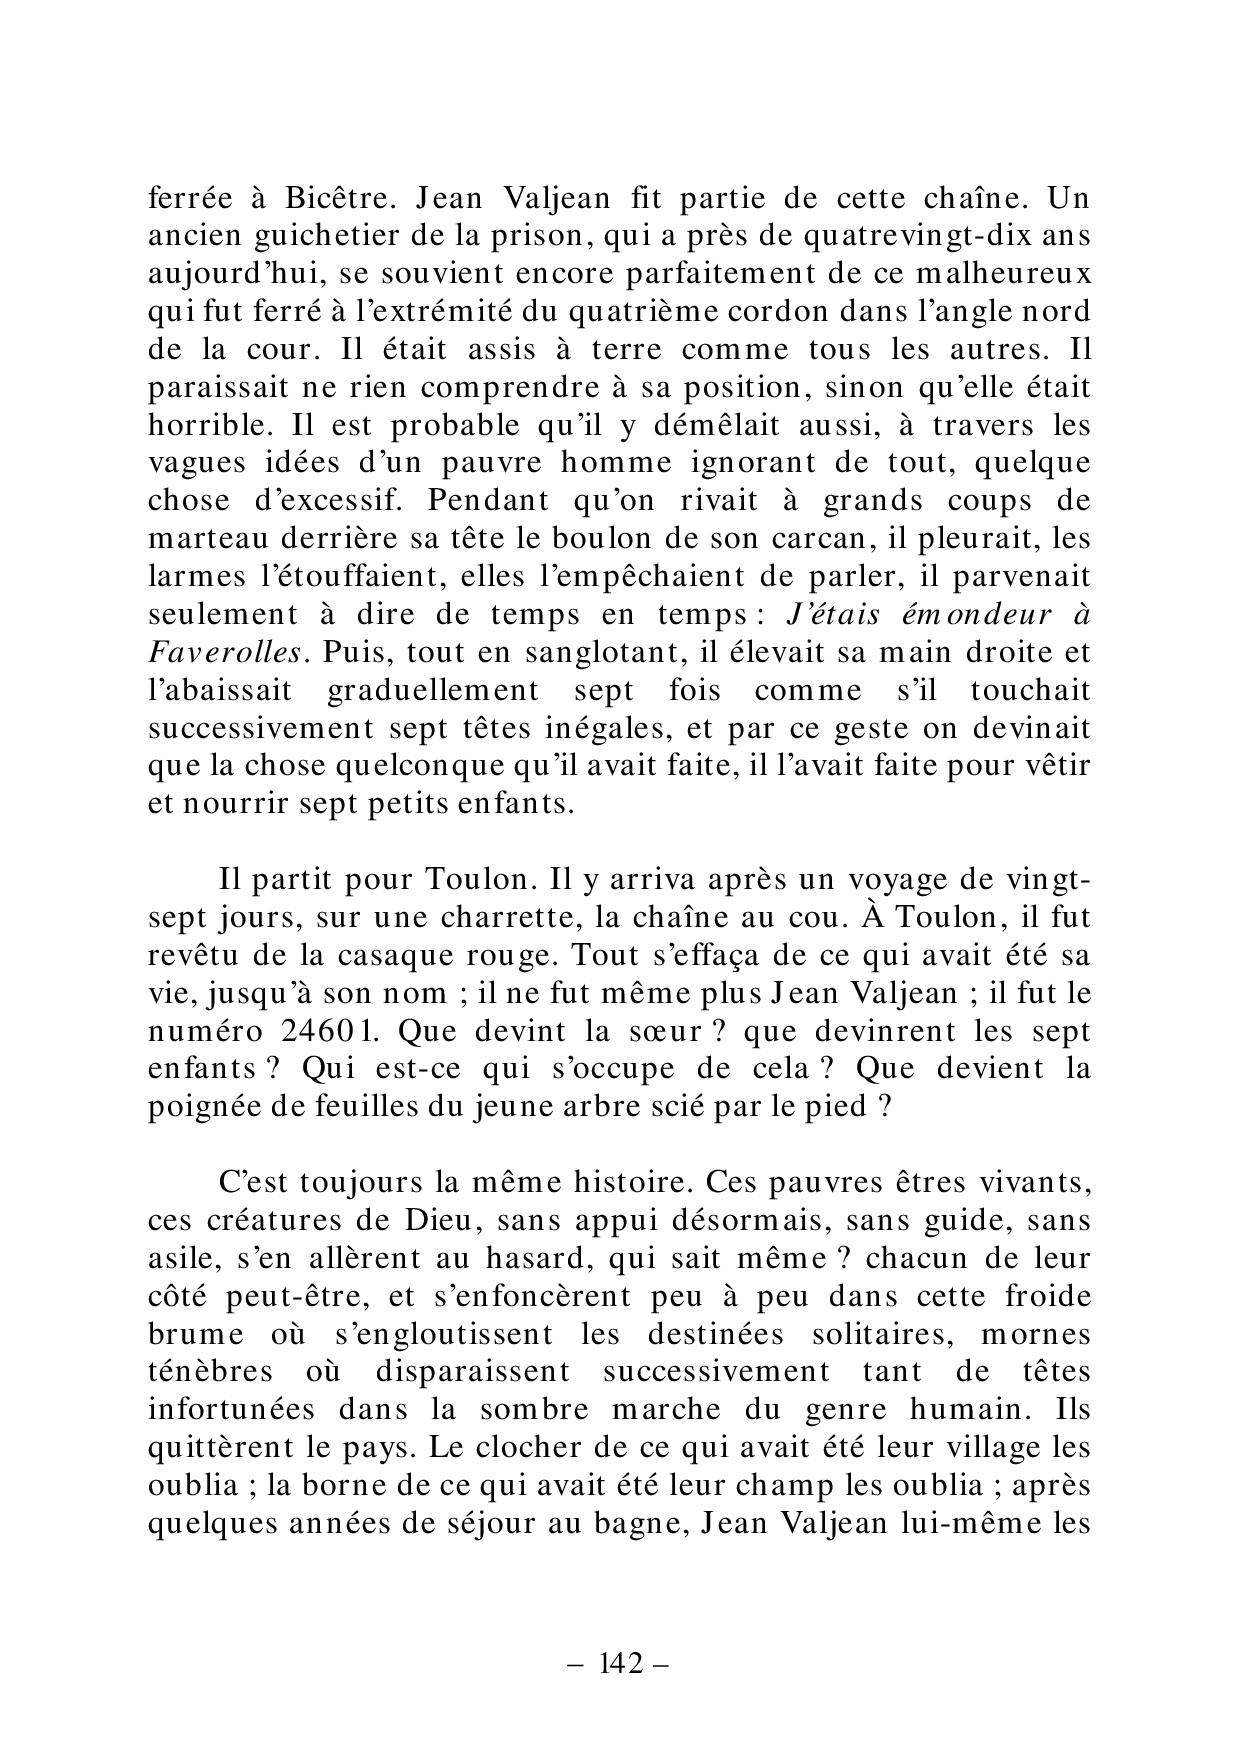 ferrée à Bicêtre. Jean Valjean fit partie de cette chaîne. Un
ancien guichetier de la prison, qui a près de quatrevingt-dix ans
aujourd’hui, se souvient encore parfaitement de ce malheureux
qui fut ferré à l’extrémité du quatrième cordon dans l’angle nord
de la cour. Il était assis à terre comme tous les autres. Il
paraissait ne rien comprendre à sa position, sinon qu’elle était
horrible. Il est probable qu’il y démêlait aussi, à travers les
vagues idées d’un pauvre homme ignorant de tout, quelque
chose d’excessif. Pendant qu’on rivait à grands coups de
marteau derrière sa tête le boulon de son carcan, il pleurait, les
larmes l’étouffaient, elles l’empêchaient de parler, il parvenait
seulement à dire de temps en temps : J’étais émondeur à
Faverolles. Puis, tout en sanglotant, il élevait sa main droite et
l’abaissait graduellement sept fois comme s’il touchait
successivement sept têtes inégales, et par ce geste on devinait
que la chose quelconque qu’il avait faite, il l’avait faite pour vêtir
et nourrir sept petits enfants.
Il partit pour Toulon. Il y arriva après un voyage de vingt-
sept jours, sur une charrette, la chaîne au cou. À Toulon, il fut
revêtu de la casaque rouge. Tout s’effaça de ce qui avait été sa
vie, jusqu’à son nom ; il ne fut même plus Jean Valjean ; il fut le
numéro 24601. Que devint la sœur ? que devinrent les sept
enfants ? Qui est-ce qui s’occupe de cela ? Que devient la
poignée de feuilles du jeune arbre scié par le pied ?
C’est toujours la même histoire. Ces pauvres êtres vivants,
ces créatures de Dieu, sans appui désormais, sans guide, sans
asile, s’en allèrent au hasard, qui sait même ? chacun de leur
côté peut-être, et s’enfoncèrent peu à peu dans cette froide
brume où s’engloutissent les destinées solitaires, mornes
ténèbres où disparaissent successivement tant de têtes
infortunées dans la sombre marche du genre humain. Ils
quittèrent le pays. Le clocher de ce qui avait été leur village les
oublia ; la borne de ce qui avait été leur champ les oublia ; après
quelques années de séjour au bagne, Jean Valjean lui-même les
– 142 –